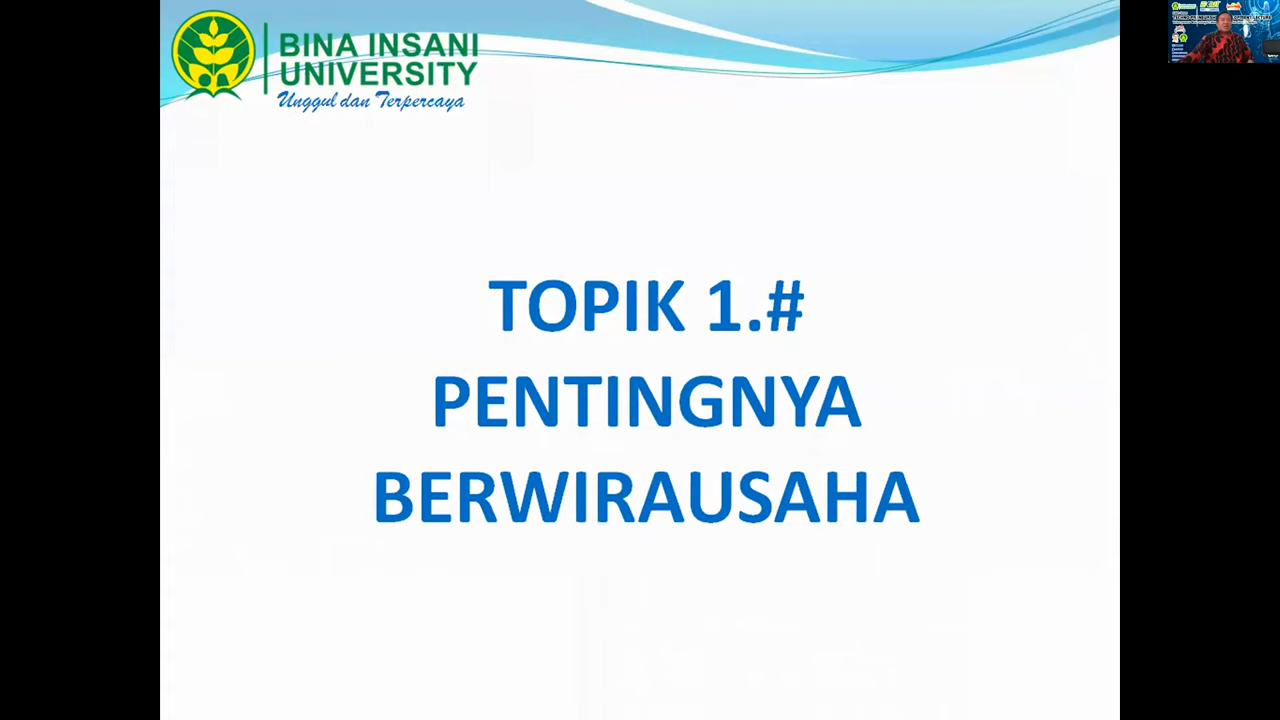 BINA INSANI
UNIVERSITY
Unggul dan Terpercaya
TOPIK 1.#
PENTINGNYA
BERWIRAUSAHA